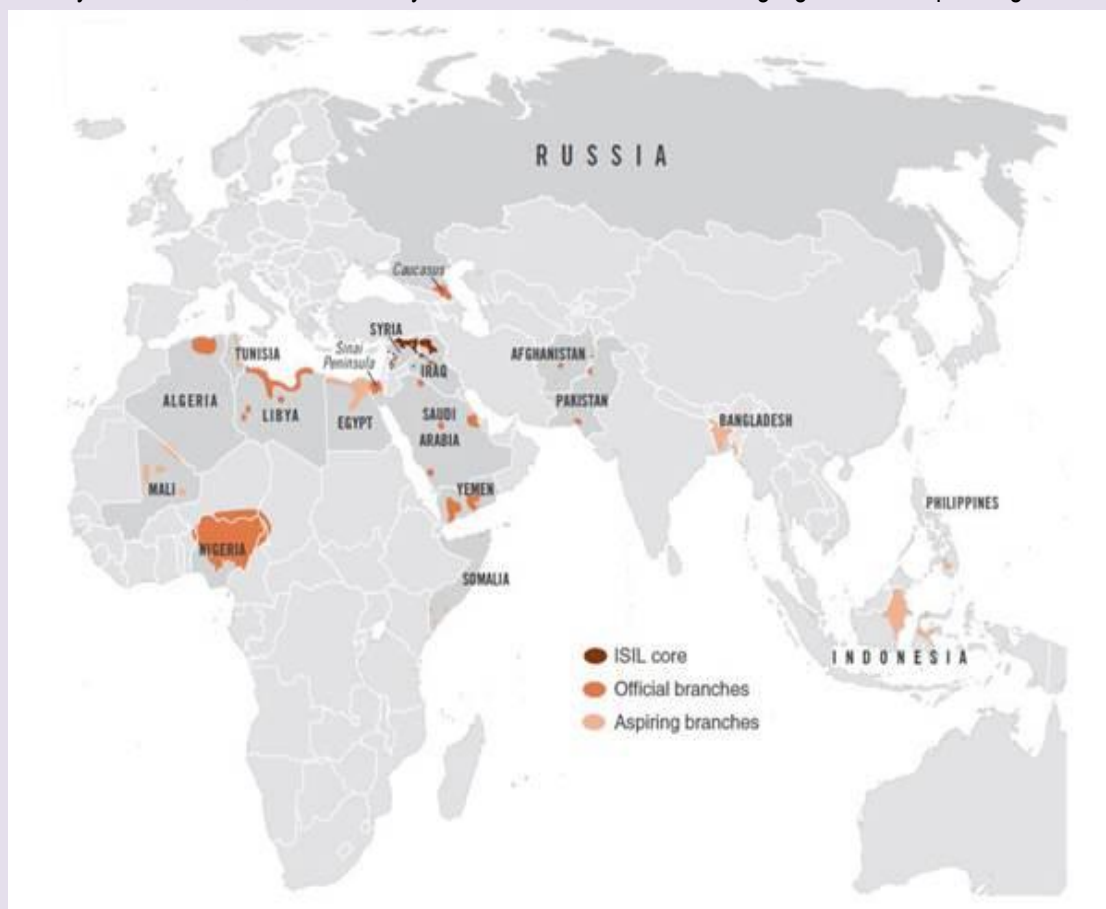 RUSSIA
Caucasus
SYRIA
Sinai
Peninsula
TUNISIA
IRAQ
AFGHANISTAN
ALGERIA
LIBYA
EGYPT
SAUDI
ARABIA
PAKISTAN
BANGLADESH
MALI
YEMEN
PHILIPPINES
NIGERIA
SOMALIA
INDONESIA
ISIL core
Official branches
Aspiring branches